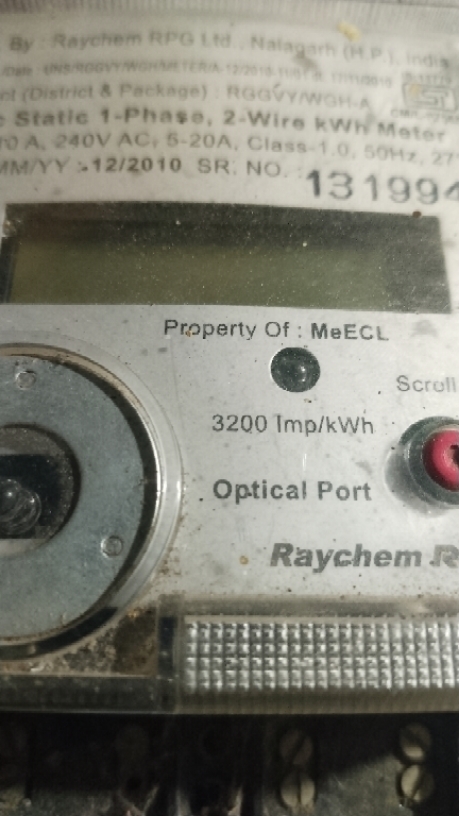 By : Raychem RPG Ltd., Nalagarh (H.P.), India
(District & Package) : RGGVY/WGH-A
Static 1-Phase, 2-Wire kWh Meter
A, 240V AC, 5-20A, Class-1.0, 50Hz, 27°
MM/YY :-12/2010 SR. NO. :
131994
Property Of : MeECL
Scroll
3200 Imp/kWh
Optical Port
Raychem R